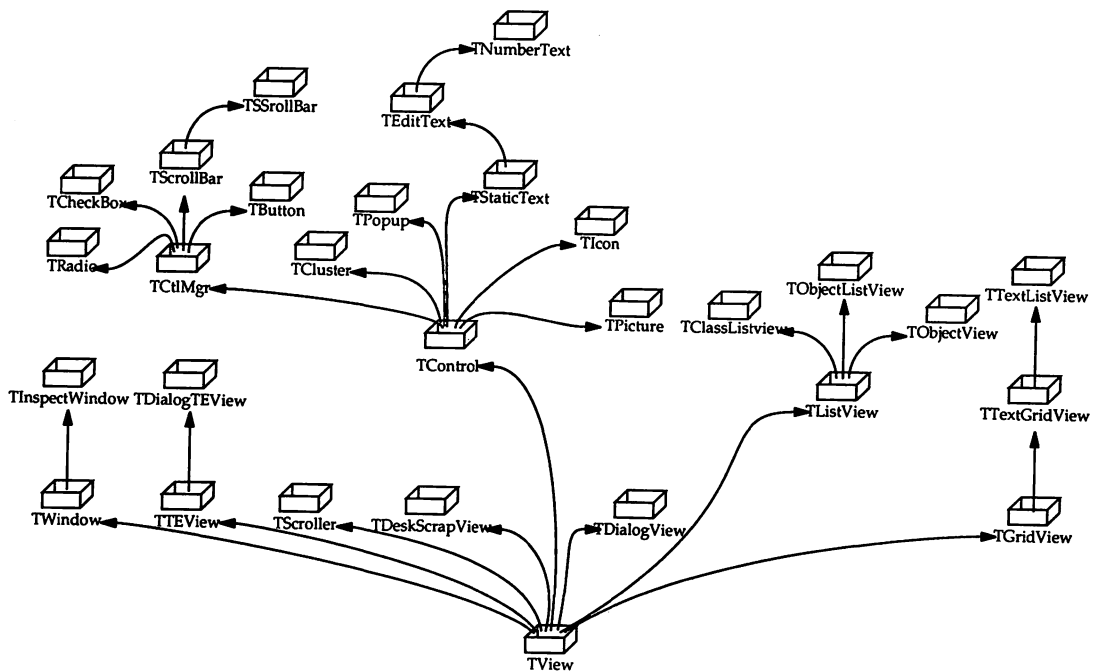 TNumberText
TSSrollBar
TEditText
TScrollBar
TCheckBox
TButton
TPopup
TStaticText
TRadio
TCluster
TIcon
TCtlMgr
TObjectListView
TTextListView
TPicture
TClassListview
TObjectView
TControl
TInspectWindow
TDialogTEView
TListView
TTextGridView
TWindow
TTEView
TScroller
TDeskScrapView
TDialogView
TGridView
TView